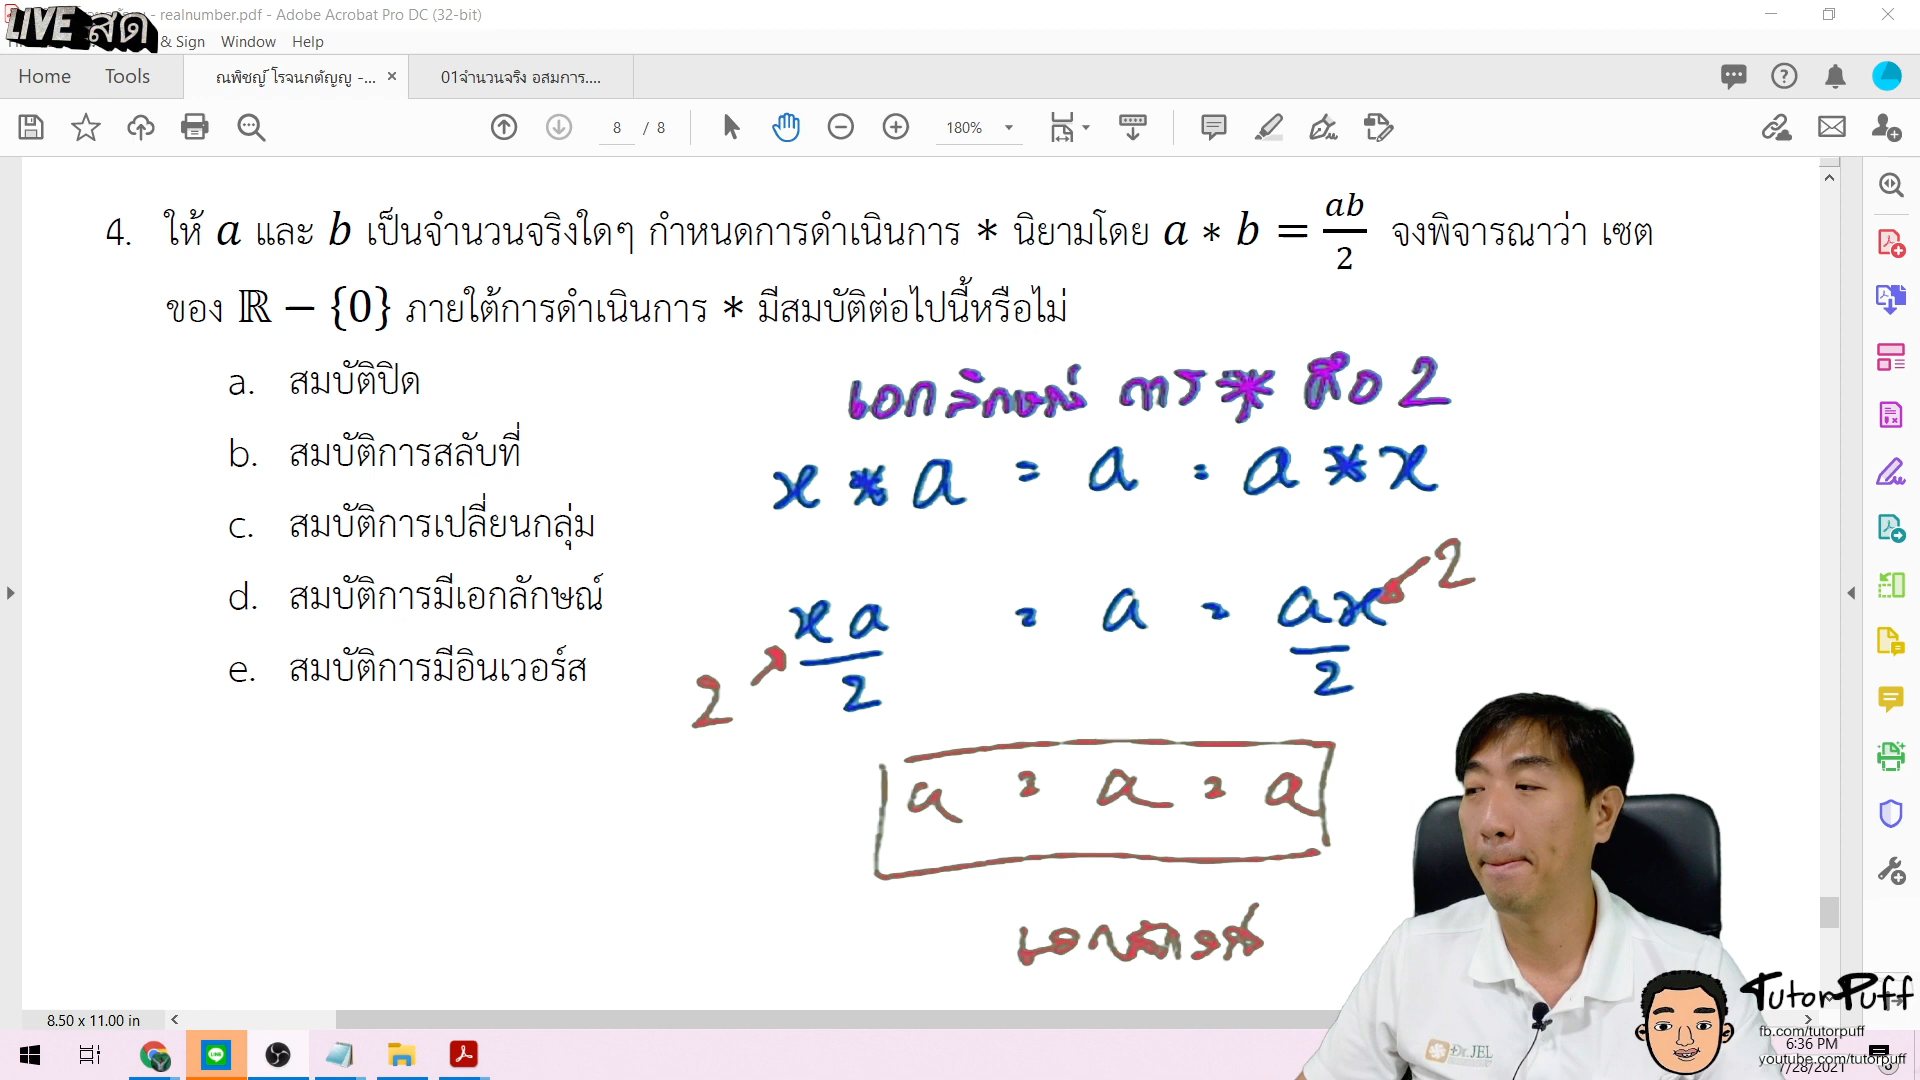 LIVE สด
- realnumber.pdf - Adobe Acrobat Pro DC (32-bit)
& Sign Window Help
Home Tools ณพิชญ์ โรจนกตัญญู -... × 01จำนวนจริง อสมการ....
8 / 8 180%
4. ให้ a และ b เป็นจำนวนจริงใดๆ กำหนดการดำเนินการ * นิยามโดย a * b = ab/2 จงพิจารณาว่า เซต
ของ ℝ − {0} ภายใต้การดำเนินการ * มีสมบัติต่อไปนี้หรือไม่
a. สมบัติปิด
b. สมบัติการสลับที่
c. สมบัติการเปลี่ยนกลุ่ม
d. สมบัติการมีเอกลักษณ์
e. สมบัติการมีอินเวอร์ส
เอกลักษณ์ การ * คือ 2
x * a = a = a * x
2
xa/2 = a = ax/2
2
a = a = a
TutorPuff
Dr.JEL
8.50 x 11.00 in
fb.com/tutorpuff
6:36 PM
youtube.com/tutorpuff
7/28/2021